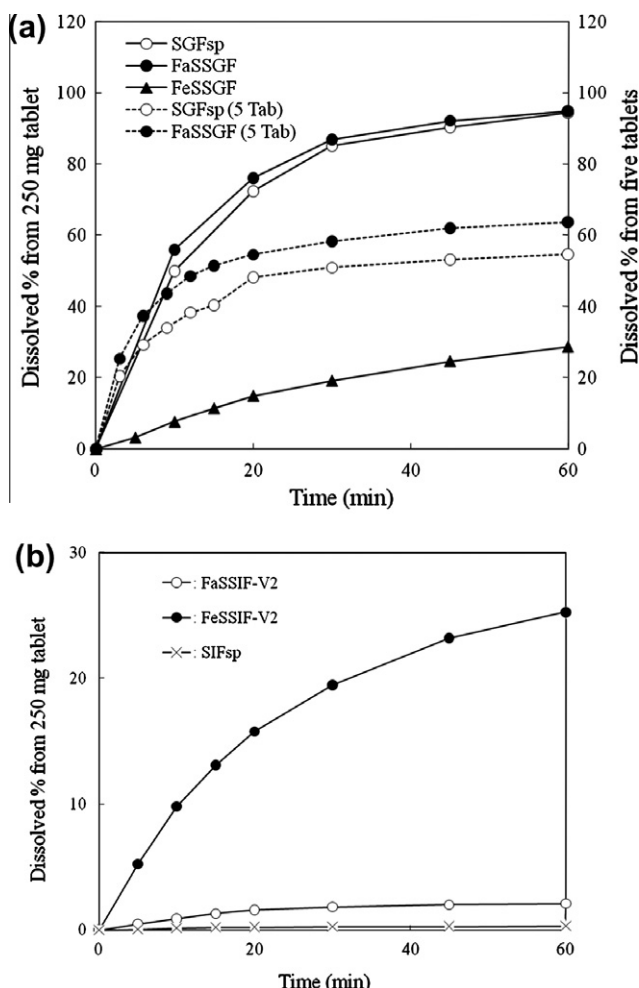 (a)
120
100
80
60
40
20
0
Dissolved % from 250 mg tablet
SGFsp
FaSSGF
FeSSGF
SGFsp (5 Tab)
FaSSGF (5 Tab)
120
100
80
60
40
20
0
Dissolved % from five tablets
0 20 40 60
Time (min)
(b)
30
20
10
0
Dissolved % from 250 mg tablet
: FaSSIF-V2
: FeSSIF-V2
: SIFsp
0 20 40 60
Time (min)